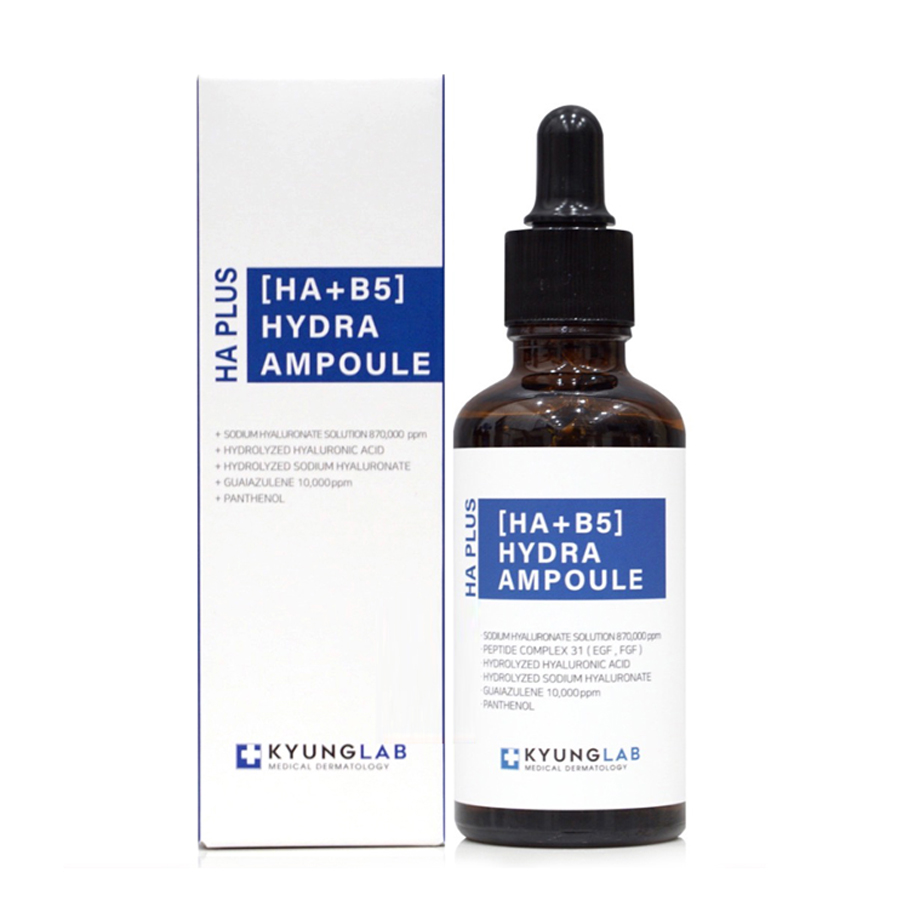 HA PLUS
[HA+B5]
HYDRA
AMPOULE
+ SODIUM HYALURONATE SOLUTION 870,000 ppm
+ HYDROLYZED HYALURONIC ACID
+ HYDROLYZED SODIUM HYALURONATE
+ GUAIAZULENE 10,000ppm
+ PANTHENOL
KYUNGLAB
MEDICAL DERMATOLOGY
HA PLUS
[HA+B5]
HYDRA
AMPOULE
·SODIUM HYALURONATE SOLUTION 870,000 ppm
·PEPTIDE COMPLEX 31 ( EGF , FGF )
·HYDROLYZED HYALURONIC ACID
·HYDROLYZED SODIUM HYALURONATE
·GUAIAZULENE 10,000ppm
·PANTHENOL
KYUNGLAB
MEDICAL DERMATOLOGY